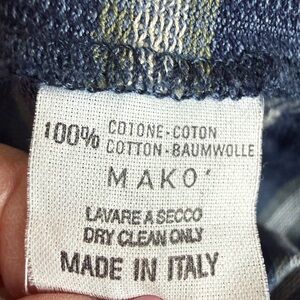 100% COTONE-COTON
COTTON-BAUMWOLLE
MAKO'
LAVARE A SECCO
DRY CLEAN ONLY
MADE IN ITALY